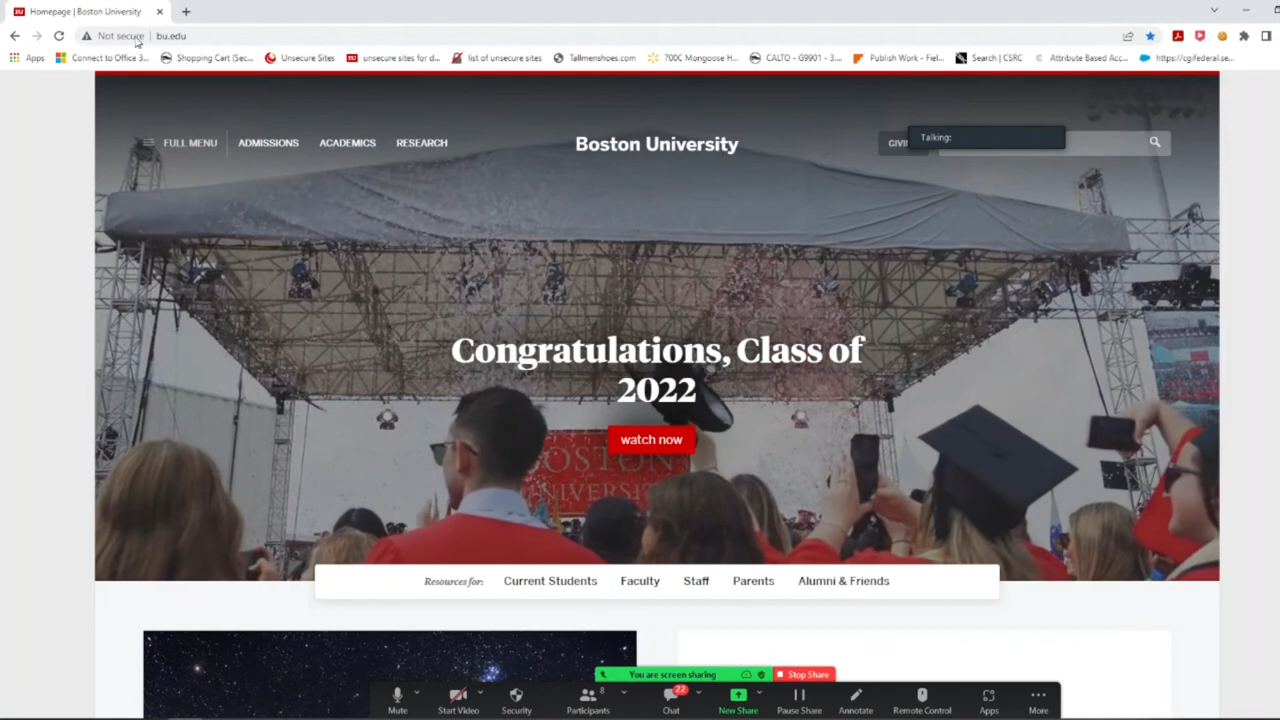 Homepage | Boston University
Not secure | bu.edu
Apps
Connect to Office 3...
Shopping Cart (Sec...
Unsecure Sites
unsecure sites for d...
list of unsecure sites
Tallmenshoes.com
700C Mongoose H...
CALTO - G9901 - 3....
Publish Work - Fiel...
Search | CSRC
Attribute Based Acc...
https://cgifederal.se...
FULL MENU
ADMISSIONS
ACADEMICS
RESEARCH
Boston University
GIVI
Talking:
Congratulations, Class of
2022
watch now
BOSTON
UNIVERSITY
Resources for:
Current Students
Faculty
Staff
Parents
Alumni & Friends
You are screen sharing
Stop Share
Mute
Start Video
Security
8
Participants
22
Chat
New Share
Pause Share
Annotate
Remote Control
Apps
More